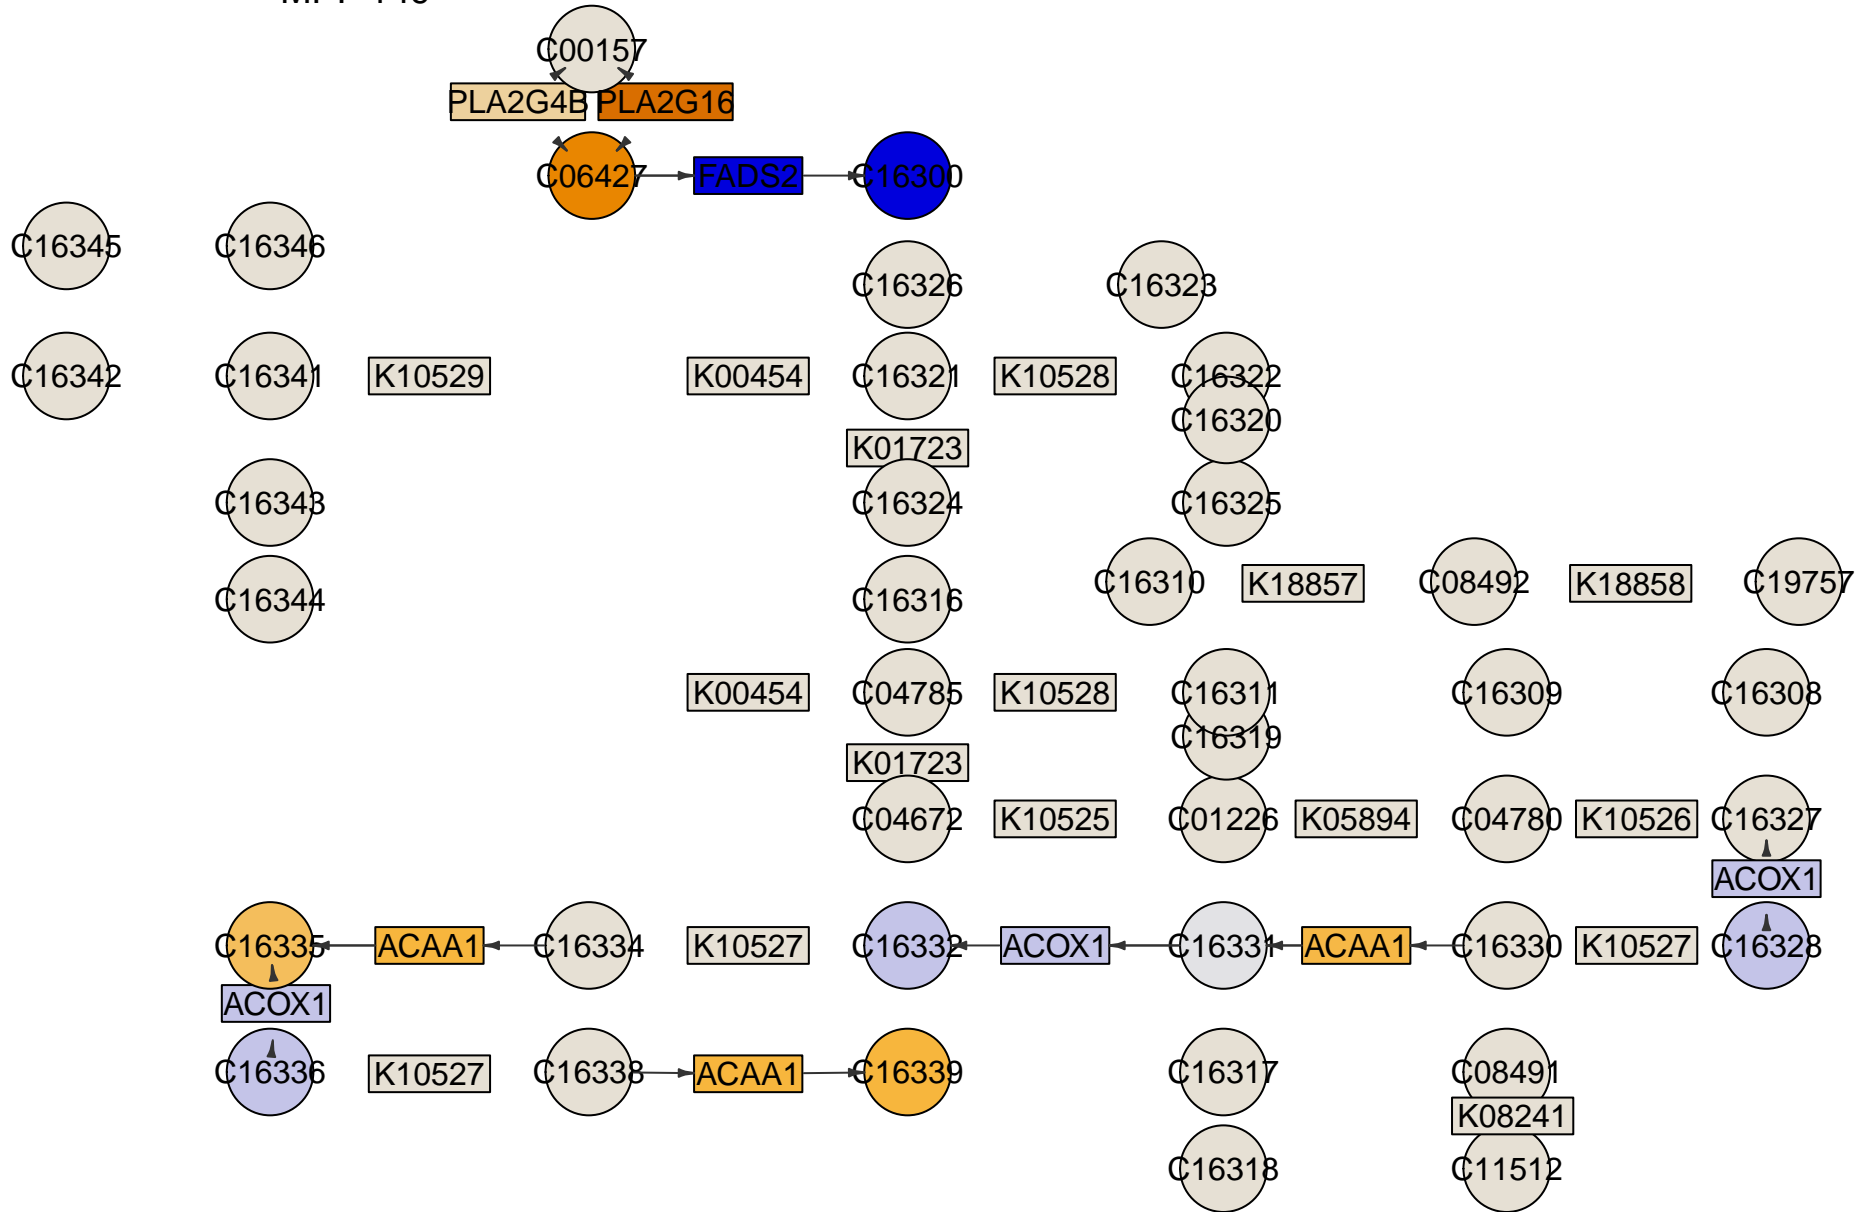 C00157
PLA2G4B PLA2G16
C06427 FADS2 C16300
C16345 C16346
C16326 C16323
C16342 C16341 K10529 K00454 C16321 K10528 C16322
C16320
K01723
C16343 C16324 C16325
C16310 K18857 C08492 K18858 C19757
C16344 C16316
K00454 C04785 K10528 C16311 C16309 C16308
C16319
K01723
C04672 K10525 C01226 K05894 C04780 K10526 C16327
ACOX1
C16335 ACAA1 C16334 K10527 C16332 ACOX1 C16331 ACAA1 C16330 K10527 C16328
ACOX1
C16336 K10527 C16338 ACAA1 C16339 C16317 C08491
K08241
C16318 C11512